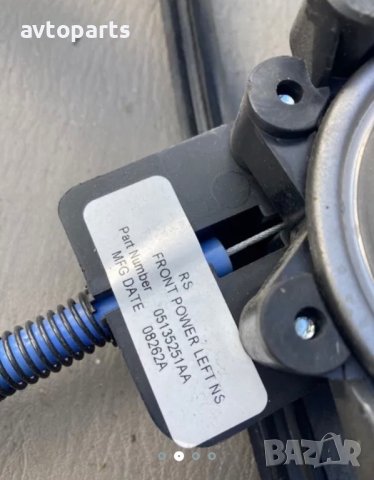 avtoparts
RS
FRONT POWER LEFT NS
Part Number 05135251AA
MFG DATE 08262A
BAZAR